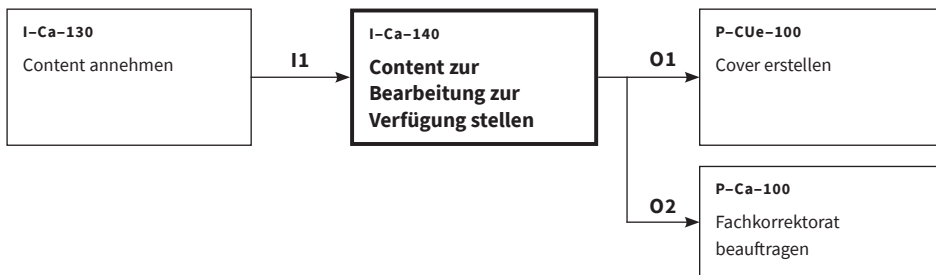 I–Ca–130
Content annehmen
I1
I–Ca–140
Content zur
Bearbeitung zur
Verfügung stellen
O1
P–CUe–100
Cover erstellen
O2
P–Ca–100
Fachkorrektorat
beauftragen